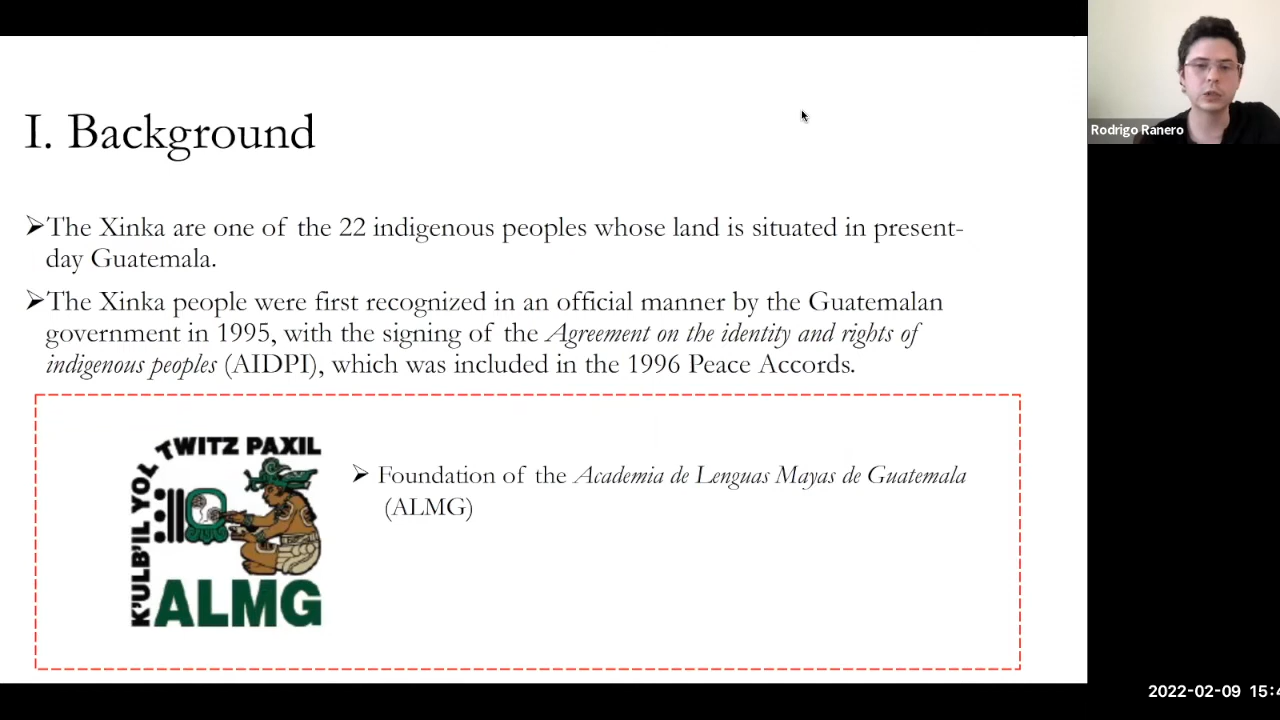 I. Background
➢The Xinka are one of the 22 indigenous peoples whose land is situated in present-
day Guatemala.
➢The Xinka people were first recognized in an official manner by the Guatemalan
government in 1995, with the signing of the Agreement on the identity and rights of
indigenous peoples (AIDPI), which was included in the 1996 Peace Accords.
K'ULB'IL YOL TWITZ PAXIL
ALMG
➢ Foundation of the Academia de Lenguas Mayas de Guatemala
(ALMG)
Rodrigo Ranero
2022-02-09 15:4